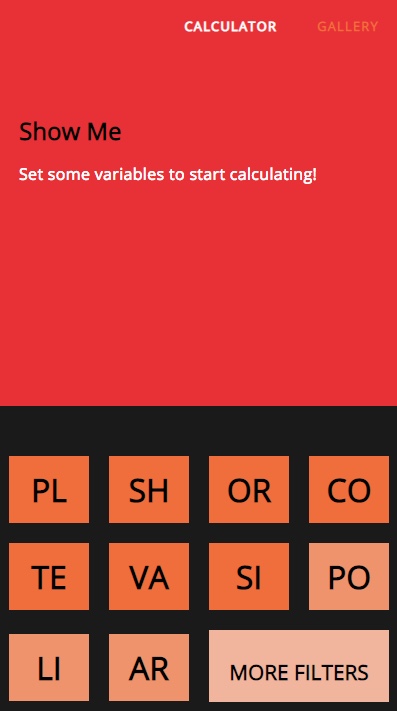 CALCULATOR GALLERY
Show Me
Set some variables to start calculating!
PL SH OR CO
TE VA SI PO
LI AR MORE FILTERS